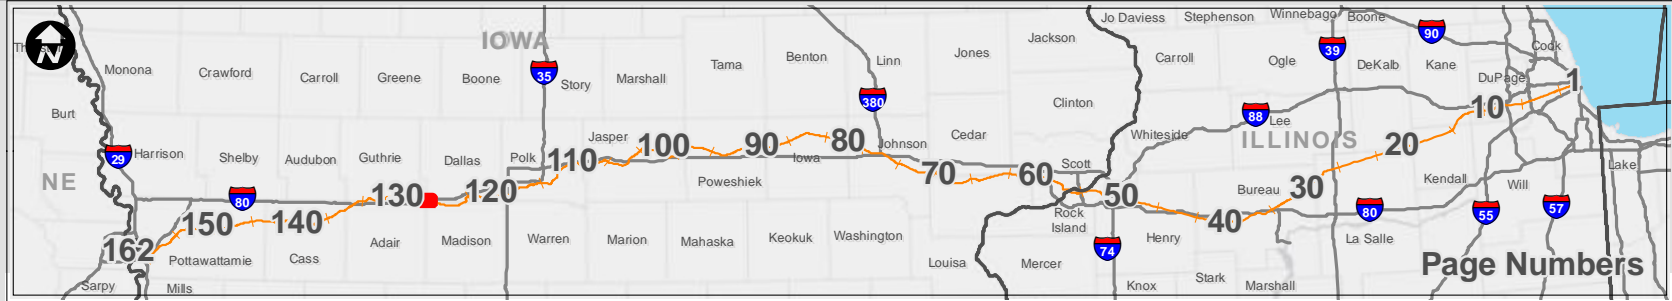 Jo Daviess
Stephenson
Winnebago
Boone
IOWA
35
39
90
Cock
N
Monona
Crawford
Carroll
Greene
Boone
Story
Marshall
Tama
Benton
Linn
Jones
Jackson
Carroll
Ogle
DeKalb
Kane
DuPage
1
Burt
380
Clinton
88
Lee
10
29
Harrison
Shelby
Audubon
Guthrie
Dallas
Polk
110
Jasper
100
90
Iowa
80
Johnson
Cedar
Whiteside
ILLINOIS
20
NE
80
130
120
Poweshiek
70
60
Scott
50
Bureau
30
Kendall
Will
Lake
162
150
140
Adair
Madison
Warren
Marion
Mahaska
Keokuk
Washington
Rock
Island
74
Henry
40
80
La Salle
55
57
Pottawattamie
Cass
Louisa
Mercer
Stark
Page Numbers
Sarpy
Mills
Knox
Marshall